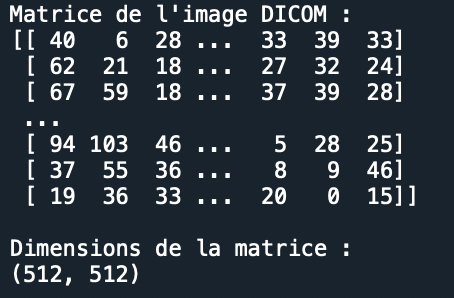 Matrice de l'image DICOM :
[[ 40   6  28 ...  33  39  33]
 [ 62  21  18 ...  27  32  24]
 [ 67  59  18 ...  37  39  28]
 ...
 [ 94 103  46 ...   5  28  25]
 [ 37  55  36 ...   8   9  46]
 [ 19  36  33 ...  20   0  15]]
Dimensions de la matrice :
(512, 512)